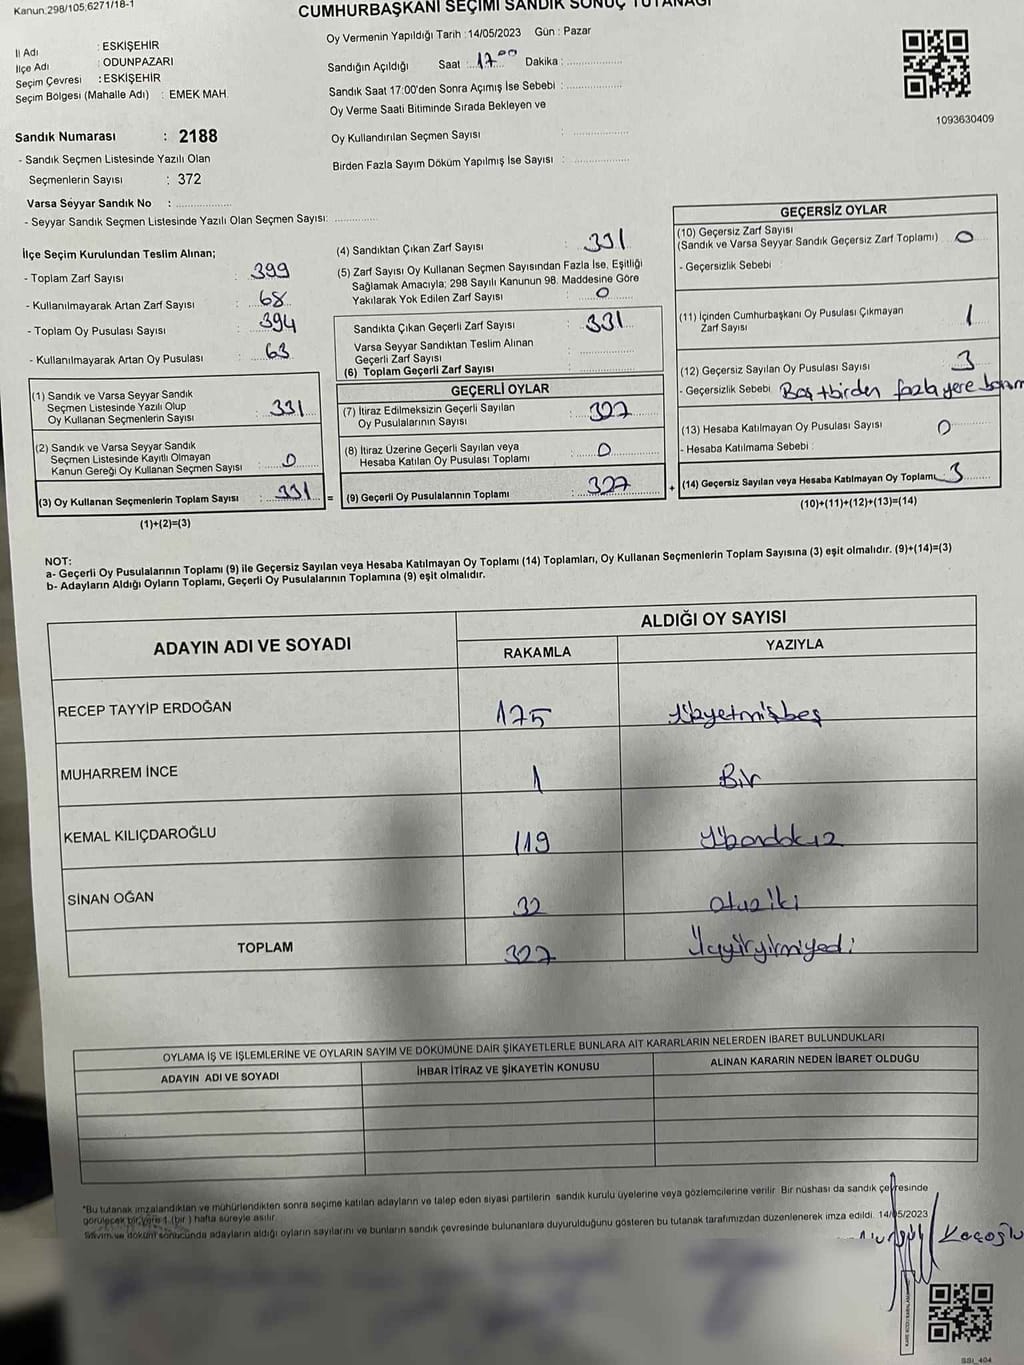 Kanun.298/105,6271/18-1
CUMHURBAŞKANI SEÇİMİ SANDIK SONUÇ TUTANAĞI
İl Adı : ESKİŞEHİR
İlçe Adı : ODUNPAZARI
Seçim Çevresi : ESKİŞEHİR
Seçim Bölgesi (Mahalle Adı) : EMEK MAH.
Oy Vermenin Yapıldığı Tarih :14/05/2023 Gün : Pazar
Sandığın Açıldığı Saat : 17⁰⁰ Dakika :
Sandık Saat 17:00'den Sonra Açımış İse Sebebi :
Oy Verme Saati Bitiminde Sırada Bekleyen ve
Oy Kullandırılan Seçmen Sayısı :
Birden Fazla Sayım Döküm Yapılmış İse Sayısı :
1093630409
Sandık Numarası : 2188
- Sandık Seçmen Listesinde Yazılı Olan
Seçmenlerin Sayısı : 372
Varsa Seyyar Sandık No :
- Seyyar Sandık Seçmen Listesinde Yazılı Olan Seçmen Sayısı:
İlçe Seçim Kurulundan Teslim Alınan;
- Toplam Zarf Sayısı : 399
- Kullanılmayarak Artan Zarf Sayısı : 68
- Toplam Oy Pusulası Sayısı : 394
- Kullanılmayarak Artan Oy Pusulası : 63
(1) Sandık ve Varsa Seyyar Sandık
Seçmen Listesinde Yazılı Olup
Oy Kullanan Seçmenlerin Sayısı : 331
(2) Sandık ve Varsa Seyyar Sandık
Seçmen Listesinde Kayıtlı Olmayan
Kanun Gereği Oy Kullanan Seçmen Sayısı : 0
(3) Oy Kullanan Seçmenlerin Toplam Sayısı : 331 =
(1)+(2)=(3)
(4) Sandıktan Çıkan Zarf Sayısı : 331
(5) Zarf Sayısı Oy Kullanan Seçmen Sayısından Fazla İse, Eşitliği
Sağlamak Amacıyla; 298 Sayılı Kanunun 98. Maddesine Göre
Yakılarak Yok Edilen Zarf Sayısı : 0
Sandıkta Çıkan Geçerli Zarf Sayısı : 331
Varsa Seyyar Sandıktan Teslim Alınan
Geçerli Zarf Sayısı :
(6) Toplam Geçerli Zarf Sayısı :
GEÇERLİ OYLAR
(7) İtiraz Edilmeksizin Geçerli Sayılan
Oy Pusulalarının Sayısı : 327
(8) İtiraz Üzerine Geçerli Sayılan veya
Hesaba Katılan Oy Pusulası Toplamı : 0
(9) Geçerli Oy Pusulalarının Toplamı : 327 +
GEÇERSİZ OYLAR
(10) Geçersiz Zarf Sayısı
(Sandık ve Varsa Seyyar Sandık Geçersiz Zarf Toplamı) 0
- Geçersizlik Sebebi :
(11) İçinden Cumhurbaşkanı Oy Pusulası Çıkmayan
Zarf Sayısı 1
(12) Geçersiz Sayılan Oy Pusulası Sayısı 3
- Geçersizlik Sebebi Boş+birden fazla yere basım
(13) Hesaba Katılmayan Oy Pusulası Sayısı 0
- Hesaba Katılmama Sebebi :
(14) Geçersiz Sayılan veya Hesaba Katılmayan Oy Toplamı 3
(10)+(11)+(12)+(13)=(14)
NOT:
a- Geçerli Oy Pusulalarının Toplamı (9) ile Geçersiz Sayılan veya Hesaba Katılmayan Oy Toplamı (14) Toplamları, Oy Kullanan Seçmenlerin Toplam Sayısına (3) eşit olmalıdır. (9)+(14)=(3)
b- Adayların Aldığı Oyların Toplamı, Geçerli Oy Pusulalarının Toplamına (9) eşit olmalıdır.
ADAYIN ADI VE SOYADI
ALDIĞI OY SAYISI
RAKAMLA YAZIYLA
RECEP TAYYİP ERDOĞAN 175 yüzyetmişbeş
MUHARREM İNCE 1 Bir
KEMAL KILIÇDAROĞLU 119 yüzondokuz
SİNAN OĞAN 32 otuziki
TOPLAM 327 Üçyüzyirmiyedi
OYLAMA İŞ VE İŞLEMLERİNE VE OYLARIN SAYIM VE DÖKÜMÜNE DAİR ŞİKAYETLERLE BUNLARA AİT KARARLARIN NELERDEN İBARET BULUNDUKLARI
ADAYIN ADI VE SOYADI İHBAR İTİRAZ VE ŞİKAYETİN KONUSU ALINAN KARARIN NEDEN İBARET OLDUĞU
"Bu tutanak imzalandıktan ve mühürlendikten sonra seçime katılan adayların ve talep eden siyasi partilerin sandık kurulu üyelerine veya gözlemcilerine verilir. Bir nüshası da sandık çevresinde
görülecek bir yere 1 (bir ) hafta süreyle asılır.
Sayım ve döküm sonucunda adayların aldığı oyların sayılarını ve bunların sandık çevresinde bulunanlara duyurulduğunu gösteren bu tutanak tarafımızdan düzenlenerek imza edildi. 14/05/2023
Koçoğlu
SSI_404